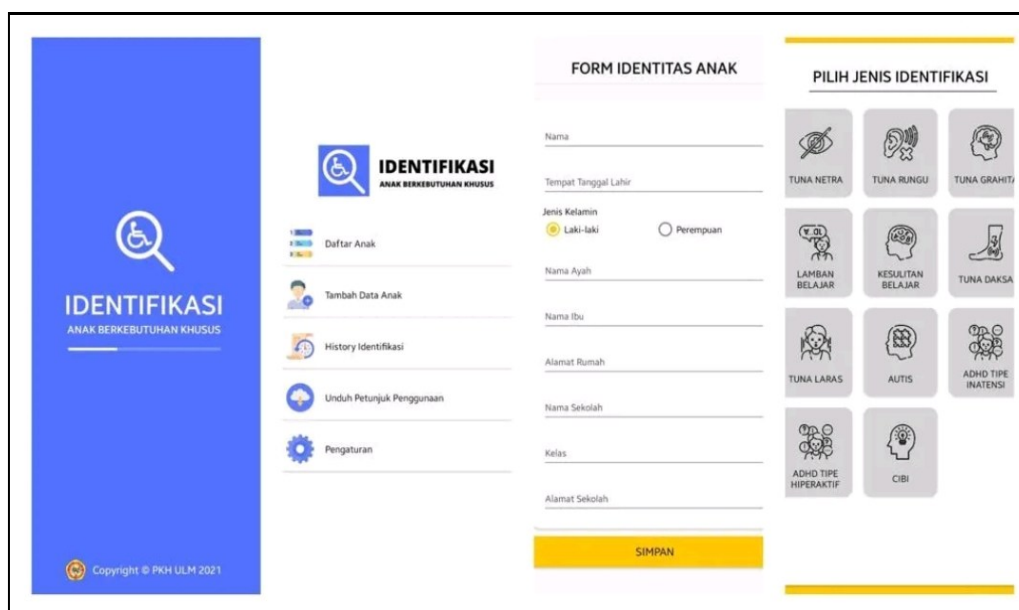 IDENTIFIKASI
ANAK BERKEBUTUHAN KHUSUS
Copyright © PKH ULM 2021
IDENTIFIKASI
ANAK BERKEBUTUHAN KHUSUS
Daftar Anak
Tambah Data Anak
History Identifikasi
Unduh Petunjuk Penggunaan
Pengaturan
FORM IDENTITAS ANAK
Nama
Tempat Tanggal Lahir
Jenis Kelamin
Laki-laki Perempuan
Nama Ayah
Nama Ibu
Alamat Rumah
Nama Sekolah
Kelas
Alamat Sekolah
SIMPAN
PILIH JENIS IDENTIFIKASI
TUNA NETRA TUNA RUNGU TUNA GRAHITA
LAMBAN BELAJAR KESULITAN BELAJAR TUNA DAKSA
TUNA LARAS AUTIS ADHD TIPE INATENSI
ADHD TIPE HIPERAKTIF CIBI